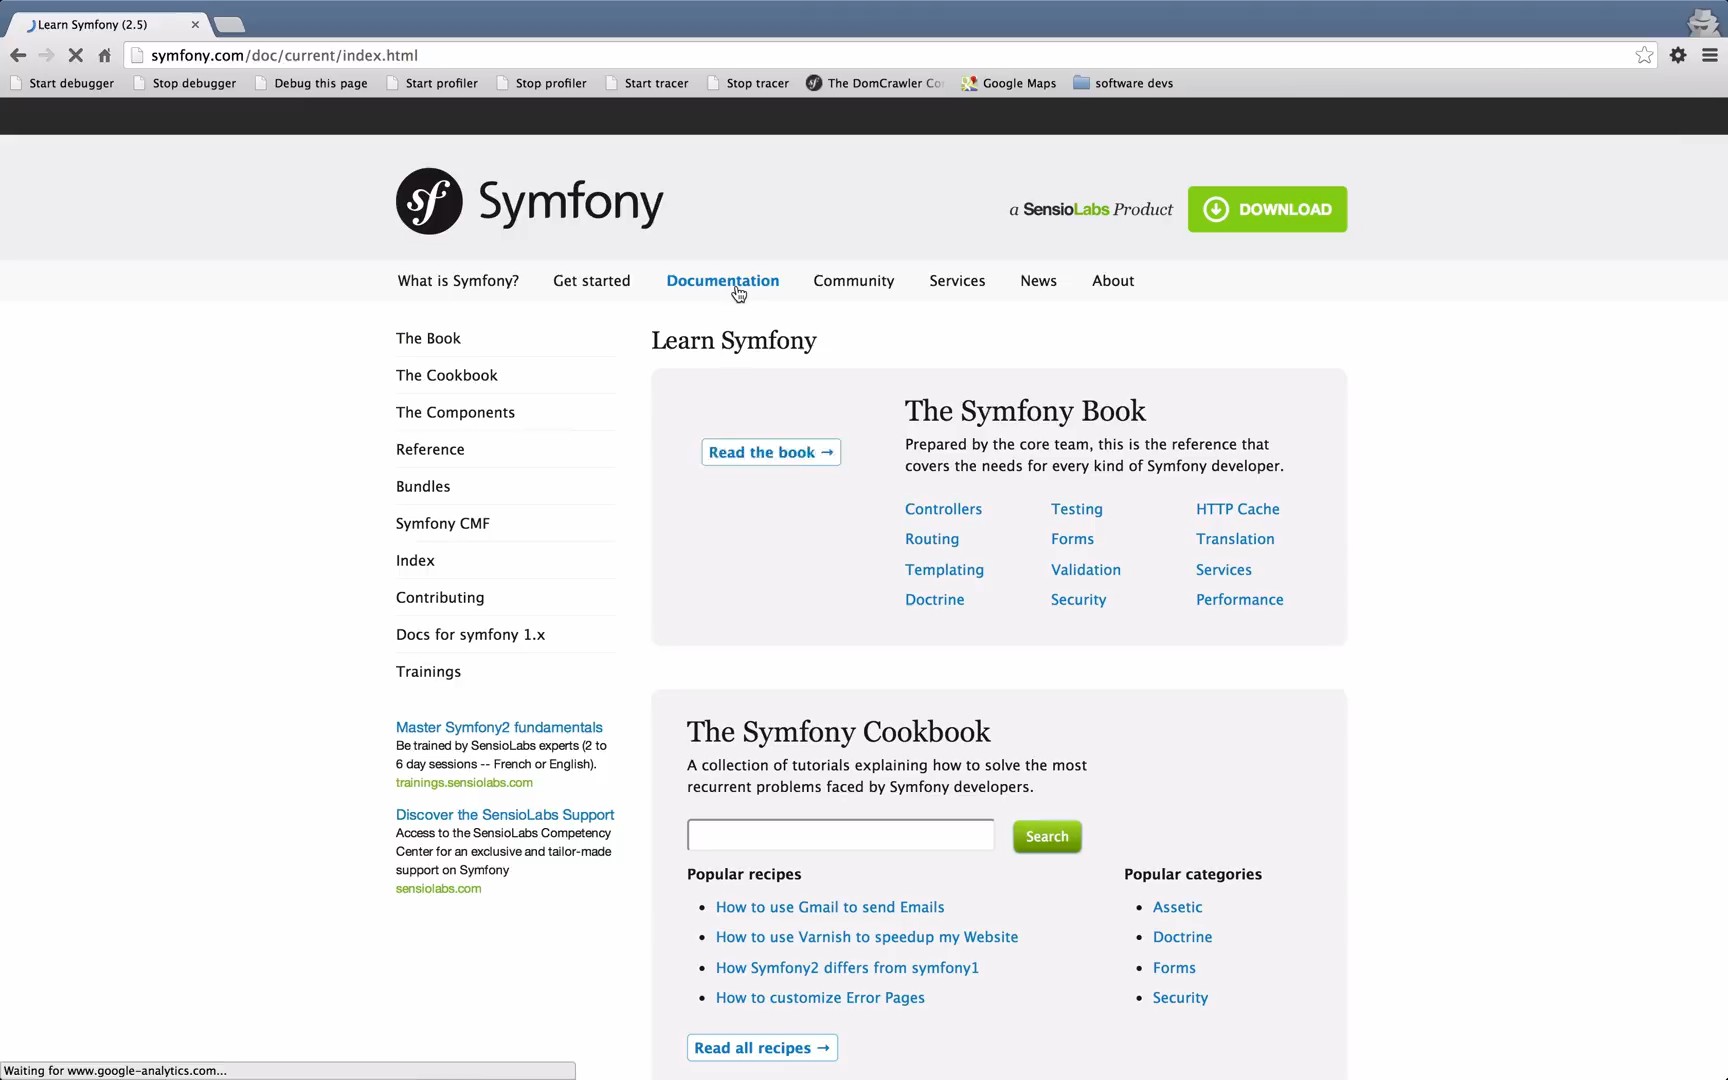 Learn Symfony (2.5)
symfony.com/doc/current/index.html
Start debugger Stop debugger Debug this page Start profiler Stop profiler Start tracer Stop tracer The DomCrawler Co Google Maps software devs
sf Symfony
a SensioLabs Product DOWNLOAD
What is Symfony? Get started Documentation Community Services News About
The Book
The Cookbook
The Components
Reference
Bundles
Symfony CMF
Index
Contributing
Docs for symfony 1.x
Trainings
Master Symfony2 fundamentals
Be trained by SensioLabs experts (2 to
6 day sessions -- French or English).
trainings.sensiolabs.com
Discover the SensioLabs Support
Access to the SensioLabs Competency
Center for an exclusive and tailor-made
support on Symfony
sensiolabs.com
Learn Symfony
Read the book →
The Symfony Book
Prepared by the core team, this is the reference that
covers the needs for every kind of Symfony developer.
Controllers Testing HTTP Cache
Routing Forms Translation
Templating Validation Services
Doctrine Security Performance
The Symfony Cookbook
A collection of tutorials explaining how to solve the most
recurrent problems faced by Symfony developers.
Search
Popular recipes
• How to use Gmail to send Emails
• How to use Varnish to speedup my Website
• How Symfony2 differs from symfony1
• How to customize Error Pages
Popular categories
• Assetic
• Doctrine
• Forms
• Security
Read all recipes →
Waiting for www.google-analytics.com...